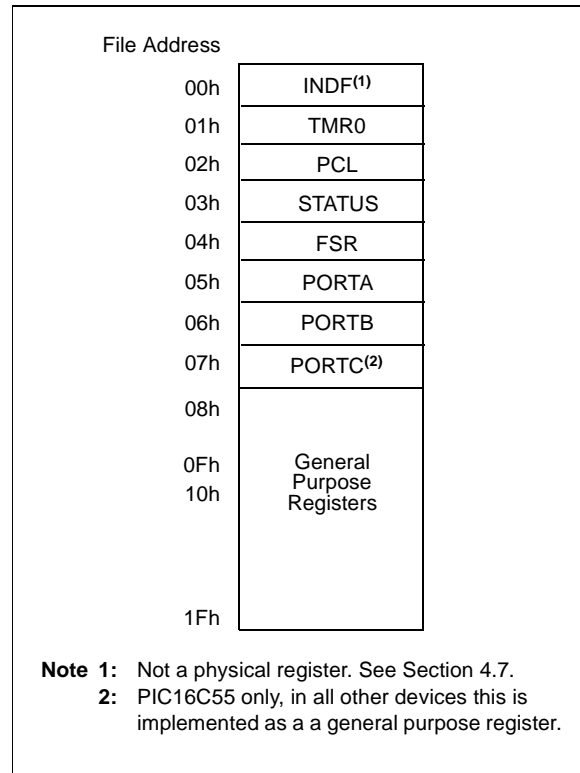 File Address
00h INDF(1)
01h TMR0
02h PCL
03h STATUS
04h FSR
05h PORTA
06h PORTB
07h PORTC(2)
08h
0Fh General
Purpose
10h Registers
1Fh
Note 1: Not a physical register. See Section 4.7.
2: PIC16C55 only, in all other devices this is
implemented as a a general purpose register.